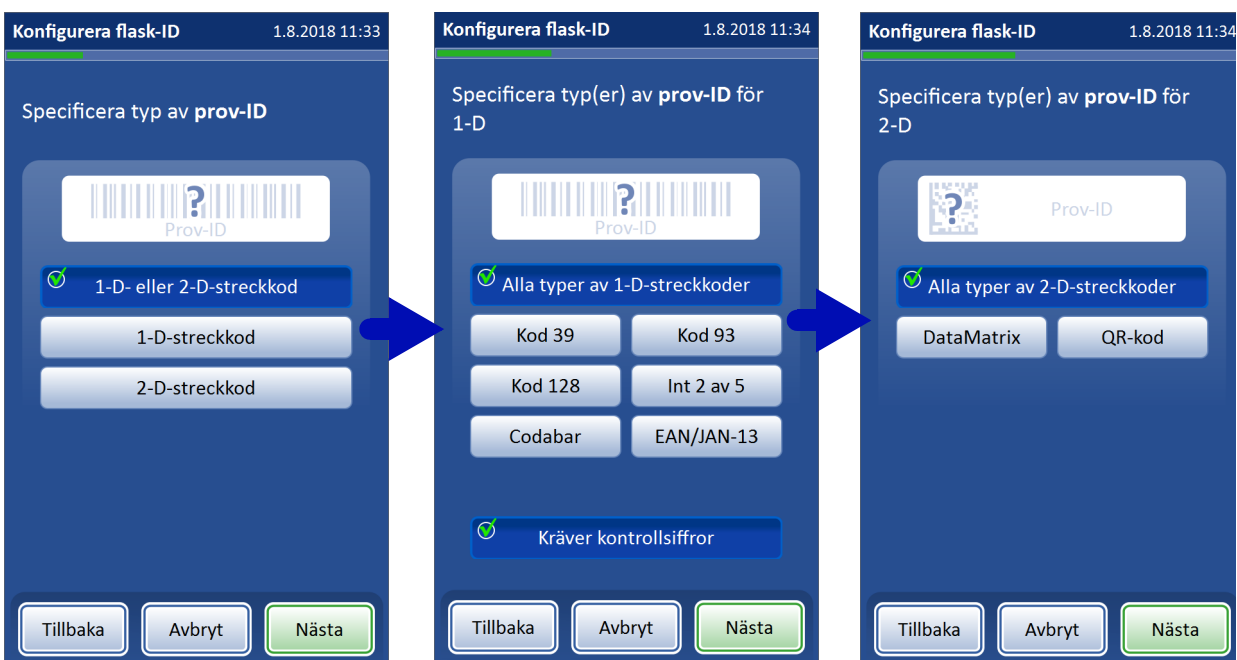 Konfigurera flask-ID 1.8.2018 11:33
Specificera typ av prov-ID
?
Prov-ID
1-D- eller 2-D-streckkod
1-D-streckkod
2-D-streckkod
Tillbaka Avbryt Nästa
Konfigurera flask-ID 1.8.2018 11:34
Specificera typ(er) av prov-ID för
1-D
?
Prov-ID
Alla typer av 1-D-streckkoder
Kod 39 Kod 93
Kod 128 Int 2 av 5
Codabar EAN/JAN-13
Kräver kontrollsiffror
Tillbaka Avbryt Nästa
Konfigurera flask-ID 1.8.2018 11:34
Specificera typ(er) av prov-ID för
2-D
? Prov-ID
Alla typer av 2-D-streckkoder
DataMatrix QR-kod
Tillbaka Avbryt Nästa